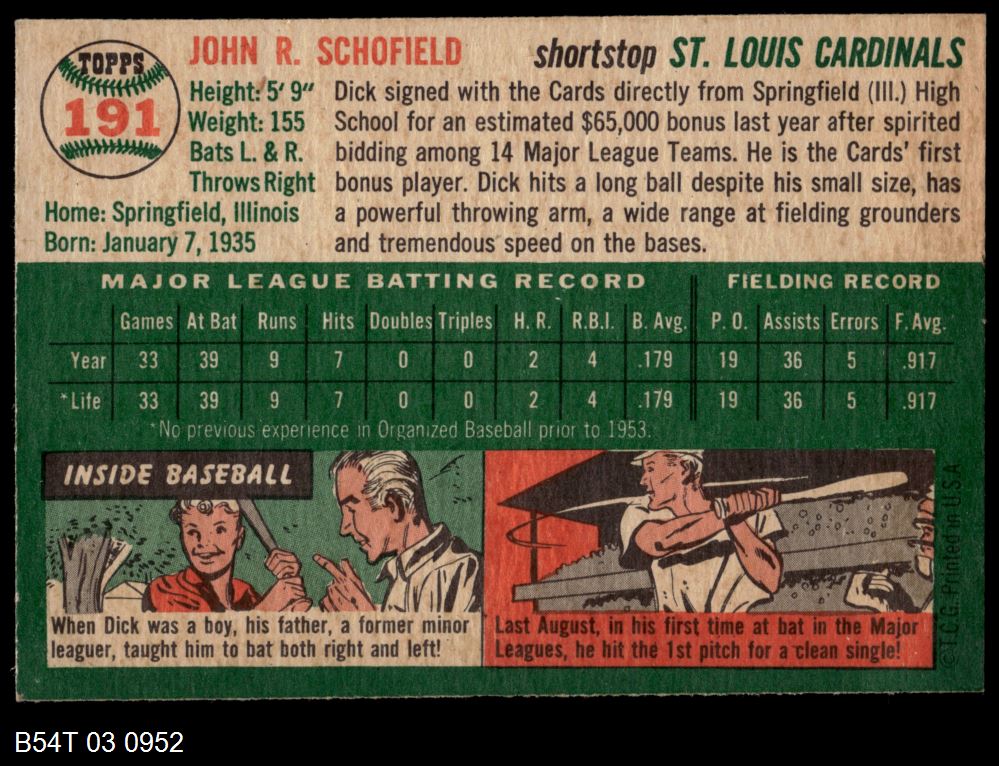 TOPPS
191
JOHN R. SCHOFIELD
shortstop ST. LOUIS CARDINALS
Height: 5' 9"
Weight: 155
Bats L. & R.
Throws Right
Home: Springfield, Illinois
Born: January 7, 1935
Dick signed with the Cards directly from Springfield (Ill.) High
School for an estimated $65,000 bonus last year after spirited
bidding among 14 Major League Teams. He is the Cards' first
bonus player. Dick hits a long ball despite his small size, has
a powerful throwing arm, a wide range at fielding grounders
and tremendous speed on the bases.
MAJOR LEAGUE BATTING RECORD FIELDING RECORD
Games At Bat Runs Hits Doubles Triples H. R. R.B.I. B. Avg. P. O. Assists Errors F. Avg.
Year 33 39 9 7 0 0 2 4 .179 19 36 5 .917
*Life 33 39 9 7 0 0 2 4 .179 19 36 5 .917
*No previous experience in Organized Baseball prior to 1953.
INSIDE BASEBALL
When Dick was a boy, his father, a former minor
leaguer, taught him to bat both right and left!
Last August, in his first time at bat in the Major
Leagues, he hit the 1st pitch for a clean single!
©T.C.G. Printed in U.S.A
B54T 03 0952